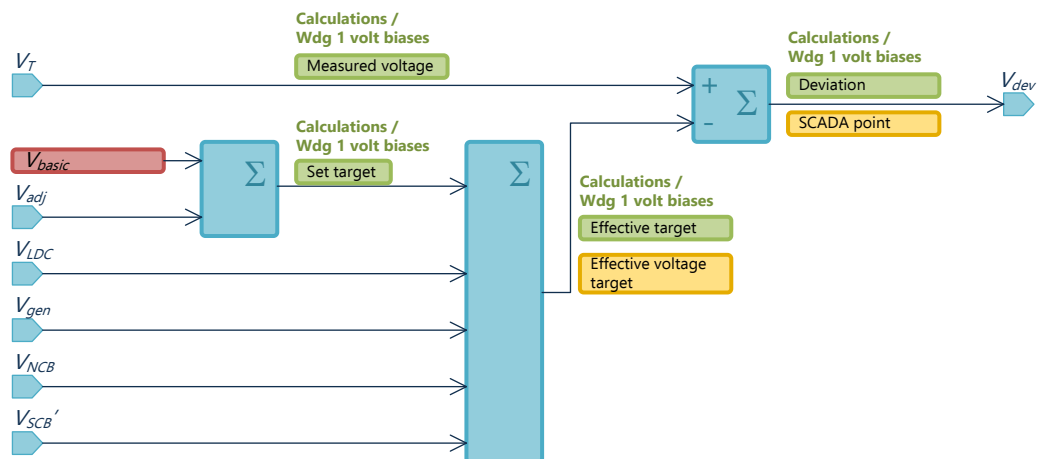 Calculations /
Wdg 1 volt biases
Measured voltage
V_T
Calculations /
Wdg 1 volt biases
Deviation
SCADA point
V_dev
+
-
Σ
V_basic
V_adj
Σ
Calculations /
Wdg 1 volt biases
Set target
Σ
Calculations /
Wdg 1 volt biases
Effective target
Effective voltage
target
V_LDC
V_gen
V_NCB
V_SCB'